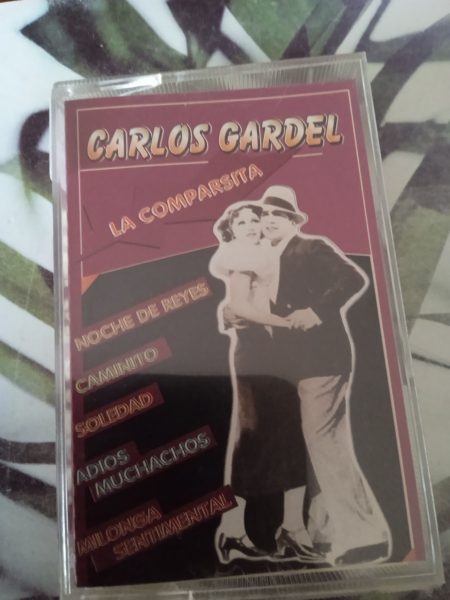 CARLOS GARDEL
LA COMPARSITA
NOCHE DE REYES
CAMINITO
SOLEDAD
ADIOS
MUCHACHOS
MILONGA
SENTIMENTAL